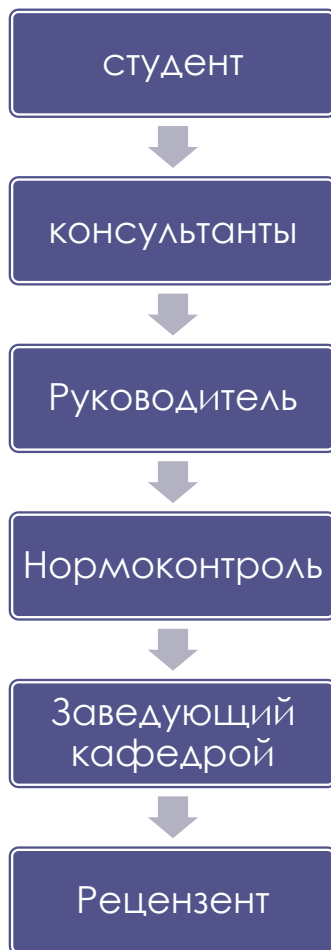 студент
консультанты
Руководитель
Нормоконтроль
Заведующий
кафедрой
Рецензент